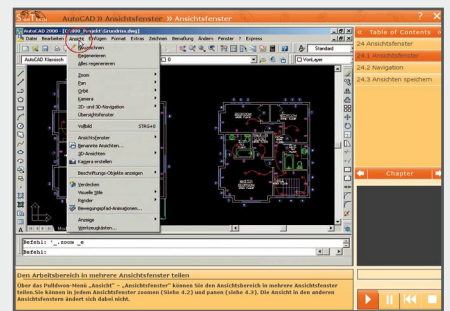 AutoCAD » Ansichtsfenster » Ansichtsfenster
?
X
AutoCAD 2008 - [C:\000_Projekt\Grundriss.dwg]
Datei Bearbeiten Ansicht Einfügen Format Extras Zeichnen Bemaßung Ändern Fenster ? Express
Standard
AutoCAD Klassisch
0
VonLayer
Neuzeichnen
Regenerieren
Alles regenerieren
Zoom
Pan
Orbit
Kamera
2D- und 3D-Navigation
Übersichtsfenster
Vollbild STRG+0
Ansichtsfenster
Benannte Ansichten...
3D-Ansichten
Kamera erstellen
Beschriftungs-Objekte anzeigen
Verdecken
Visuelle Stile
Render
Bewegungspfad-Animationen...
Anzeige
Werkzeugkästen...
Befehl: '_.zoom _e
Befehl:
Den Arbeitsbereich in mehrere Ansichtsfenster teilen
Über das Pulldown-Menü „Ansicht" - „Ansichtsfenster" können Sie den Ansichtsbereich in mehrere Ansichtsfenster
teilen.Sie können in jedem Ansichtsfenster zoomen (Siehe 4.2) und panen (siehe 4.3). Die Ansicht in den anderen
Ansichtsfenstern ändert sich dabei nicht.
« Table of Contents »
24 Ansichtsfenster
24.1 Ansichtsfenster
24.2 Navigation
24.3 Ansichten speichern
Chapter